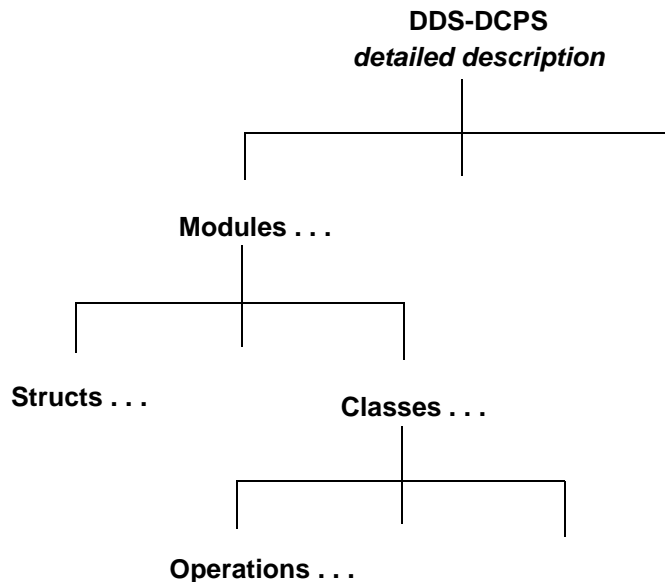 DDS-DCPS
detailed description
Modules . . .
Structs . . .
Classes . . .
Operations . . .